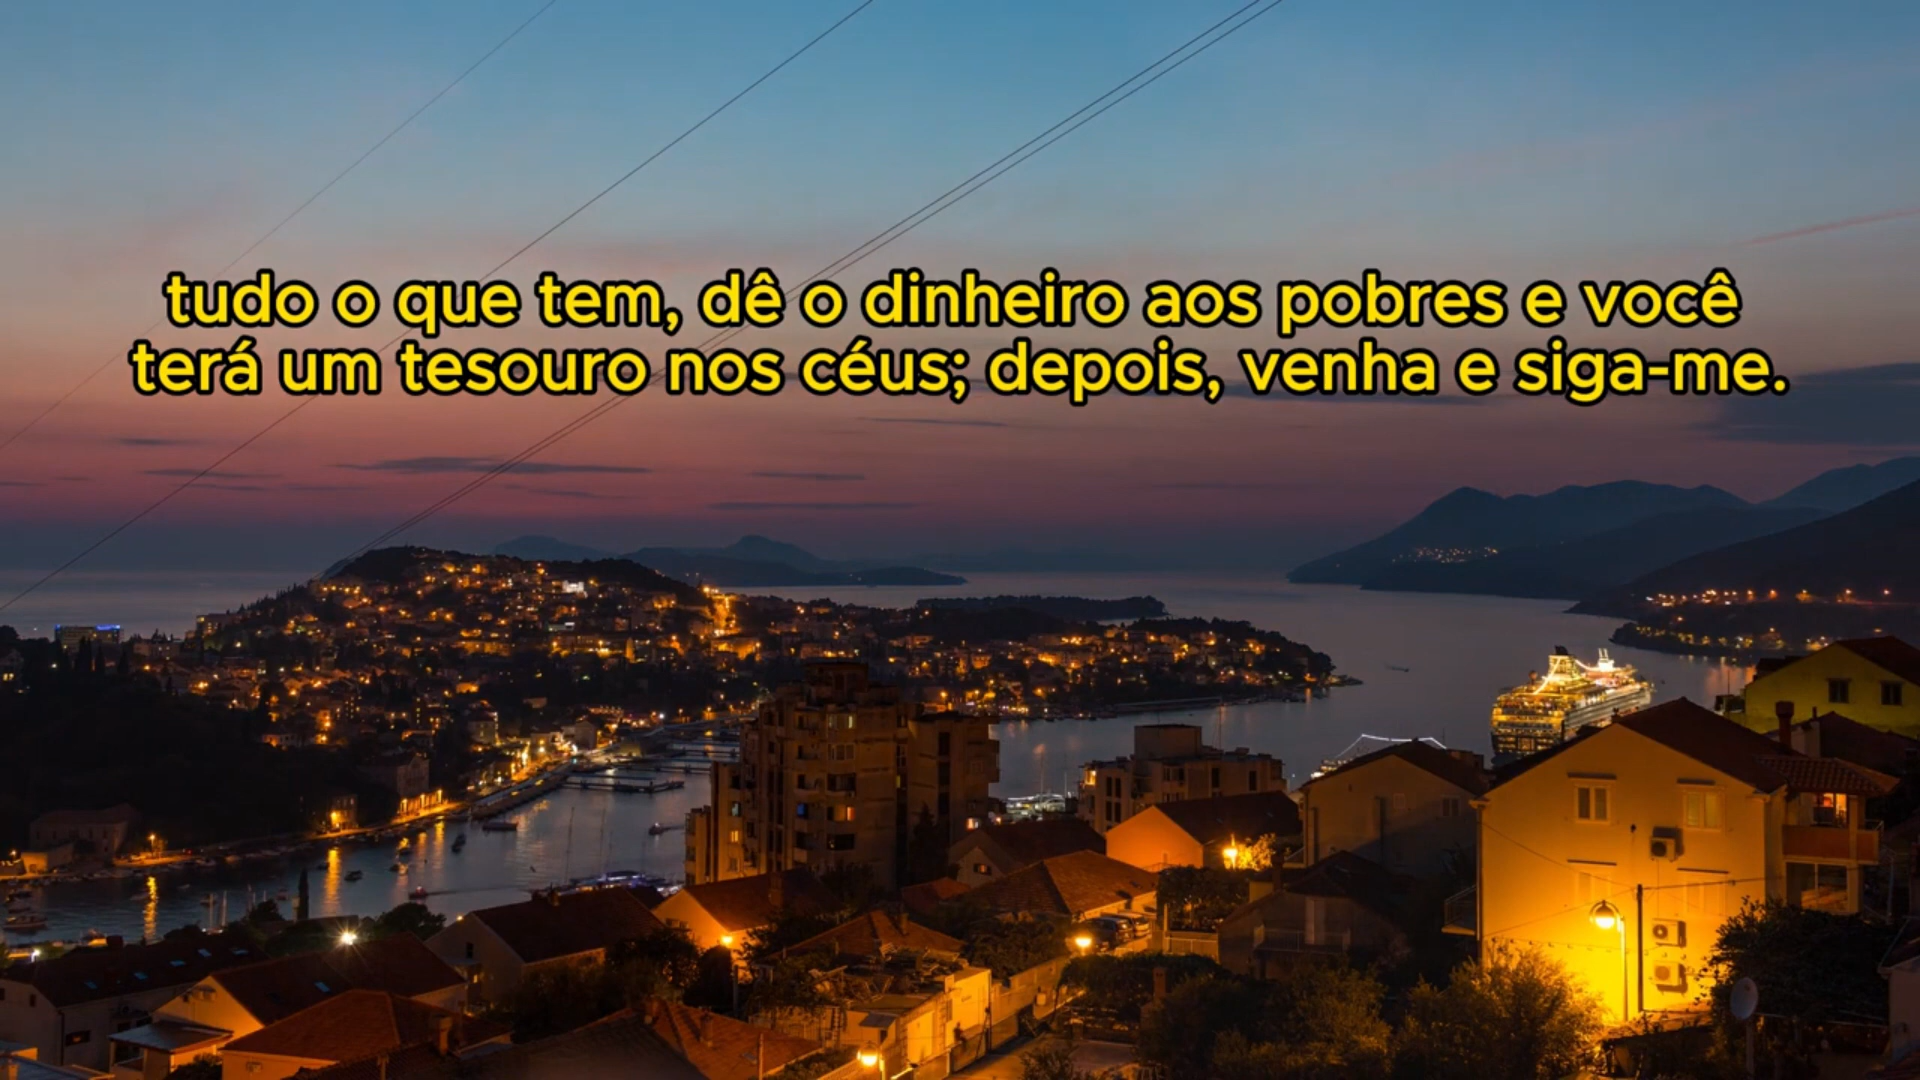 tudo o que tem, dê o dinheiro aos pobres e você
terá um tesouro nos céus; depois, venha e siga-me.